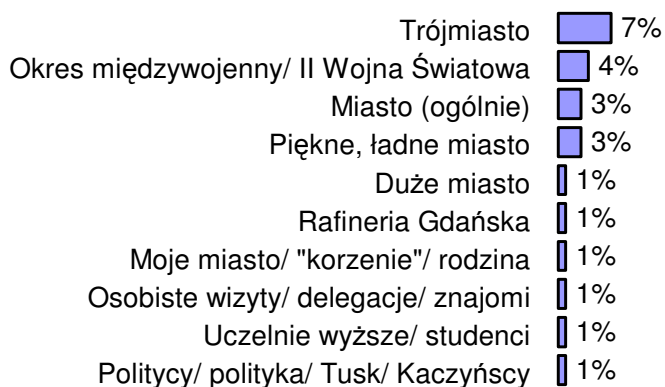 Trójmiasto 7%
Okres międzywojenny/ II Wojna Światowa 4%
Miasto (ogólnie) 3%
Piękne, ładne miasto 3%
Duże miasto 1%
Rafineria Gdańska 1%
Moje miasto/ "korzenie"/ rodzina 1%
Osobiste wizyty/ delegacje/ znajomi 1%
Uczelnie wyższe/ studenci 1%
Politycy/ polityka/ Tusk/ Kaczyńscy 1%